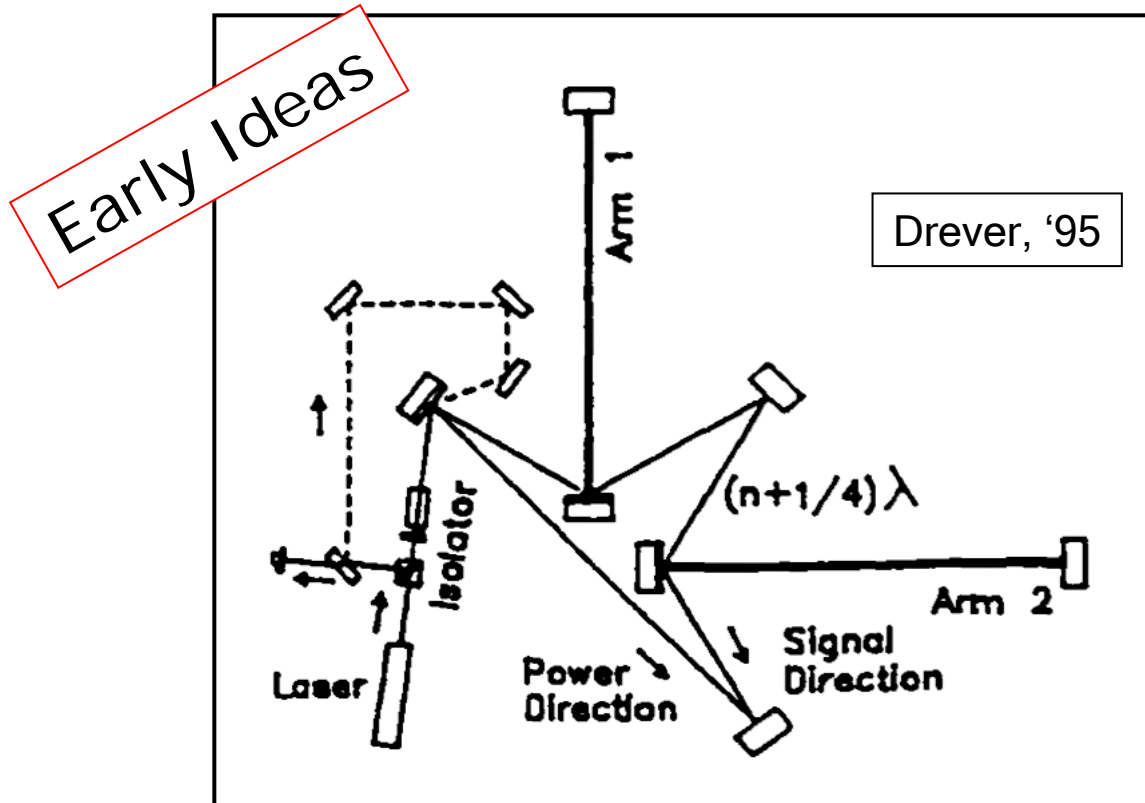 Early Ideas
Drever, ‘95
Arm 1
(n+1/4)λ
Isolator
Arm 2
Signal
Direction
Power
Direction
Laser